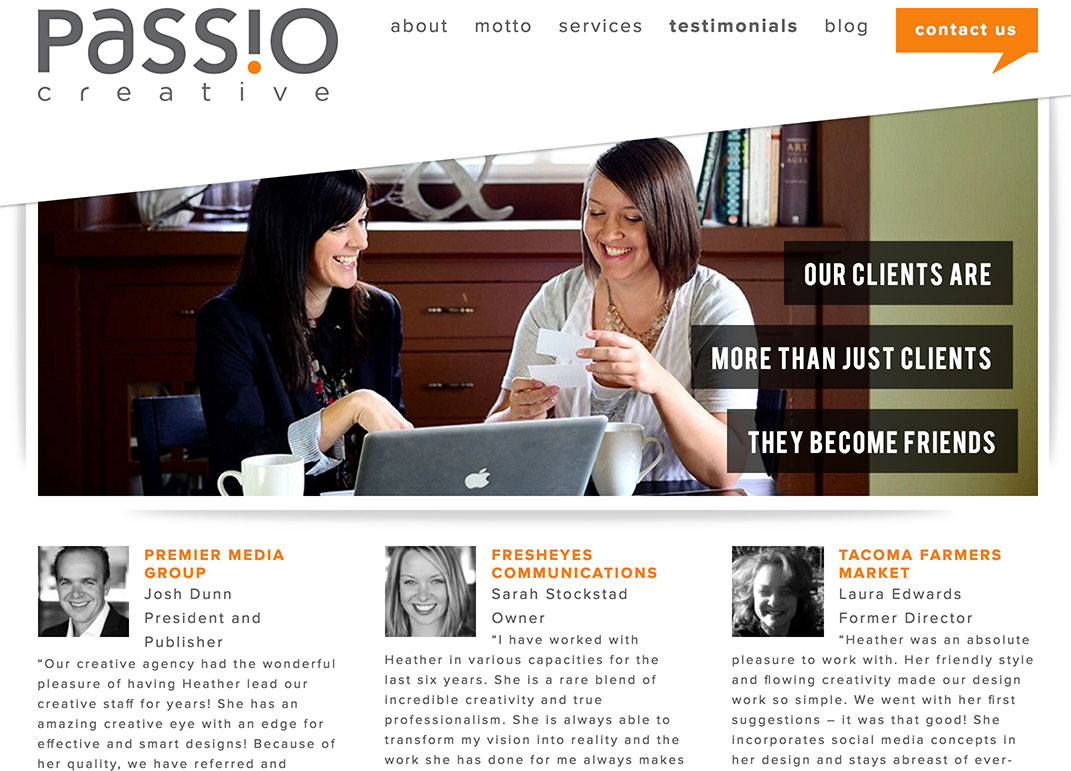 Passio
creative
about motto services testimonials blog contact us
ART
OUR CLIENTS ARE
MORE THAN JUST CLIENTS
THEY BECOME FRIENDS
PREMIER MEDIA
GROUP
Josh Dunn
President and
Publisher
“Our creative agency had the wonderful
pleasure of having Heather lead our
creative staff for years! She has an
amazing creative eye with an edge for
effective and smart designs! Because of
her quality, we have referred and
FRESHEYES
COMMUNICATIONS
Sarah Stockstad
Owner
“I have worked with
Heather in various capacities for the
last six years. She is a rare blend of
incredible creativity and true
professionalism. She is always able to
transform my vision into reality and the
work she has done for me always makes
TACOMA FARMERS
MARKET
Laura Edwards
Former Director
“Heather was an absolute
pleasure to work with. Her friendly style
and flowing creativity made our design
work so simple. We went with her first
suggestions – it was that good! She
incorporates social media concepts in
her design and stays abreast of ever-